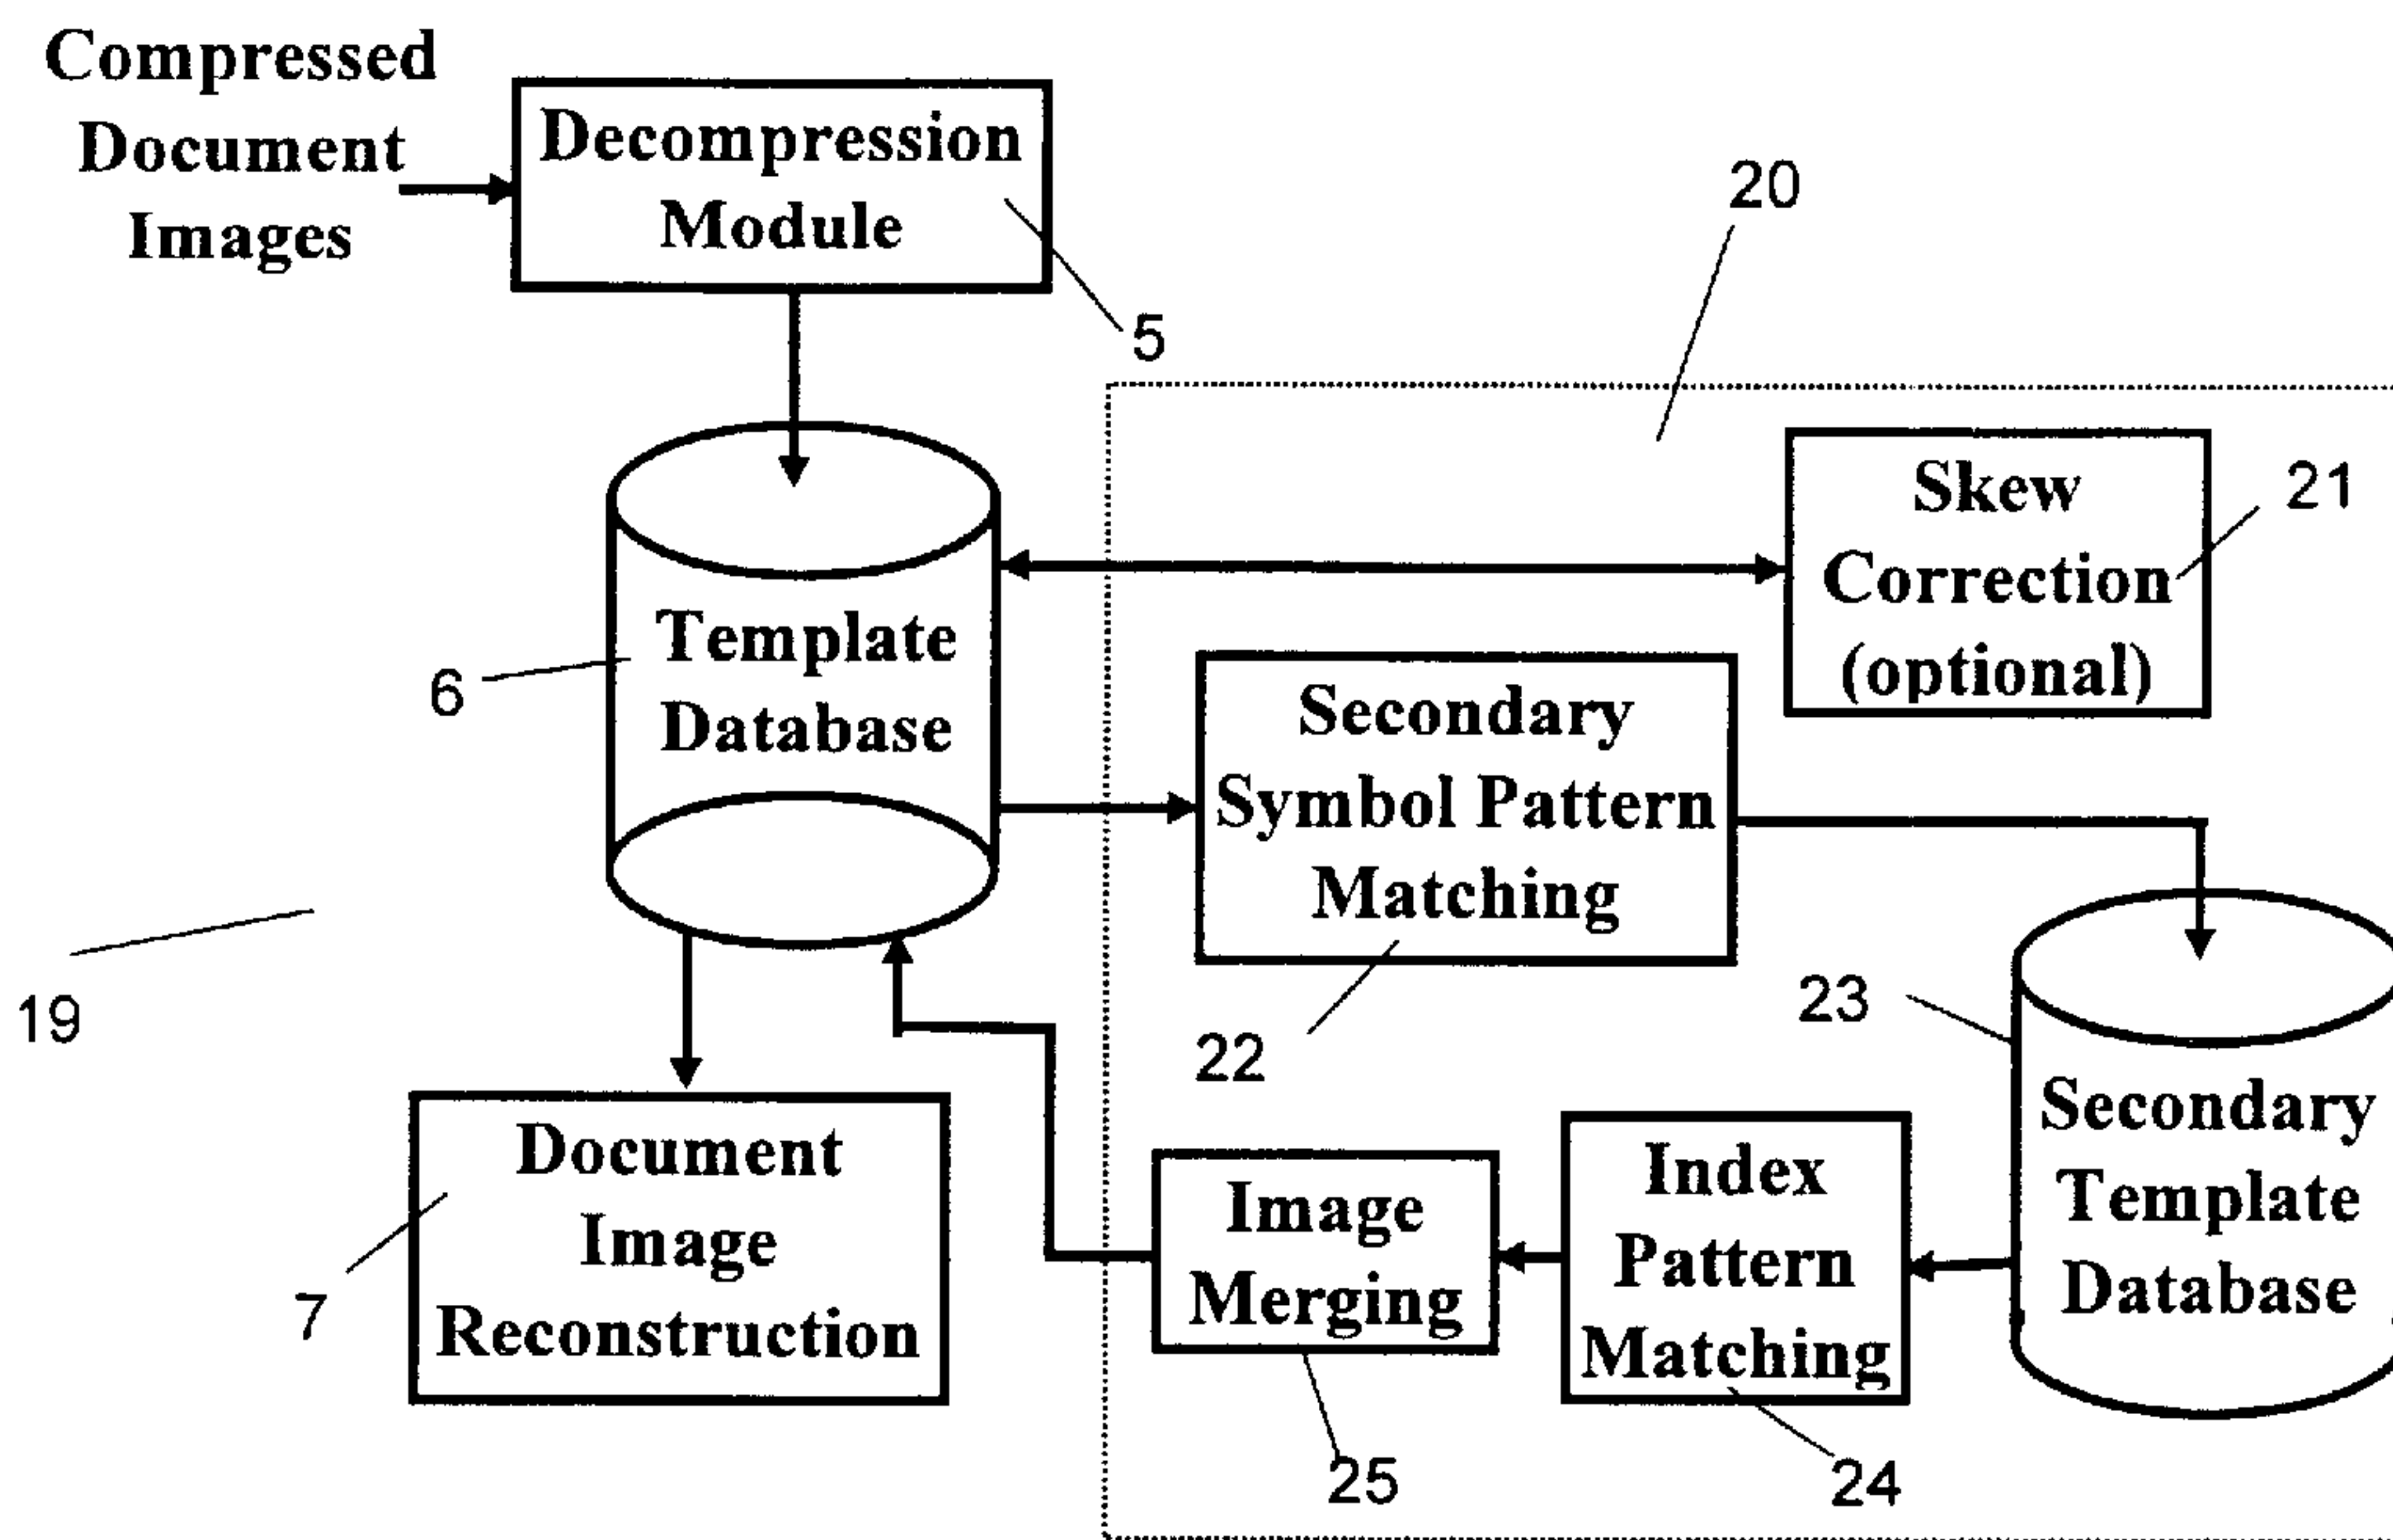 Compressed
Document
Images
Decompression
Module
5
20
Skew
Correction
(optional)
21
Template
Database
6
Secondary
Symbol Pattern
Matching
22
19
23
Secondary
Template
Database
Document
Image
Reconstruction
7
Image
Merging
25
Index
Pattern
Matching
24